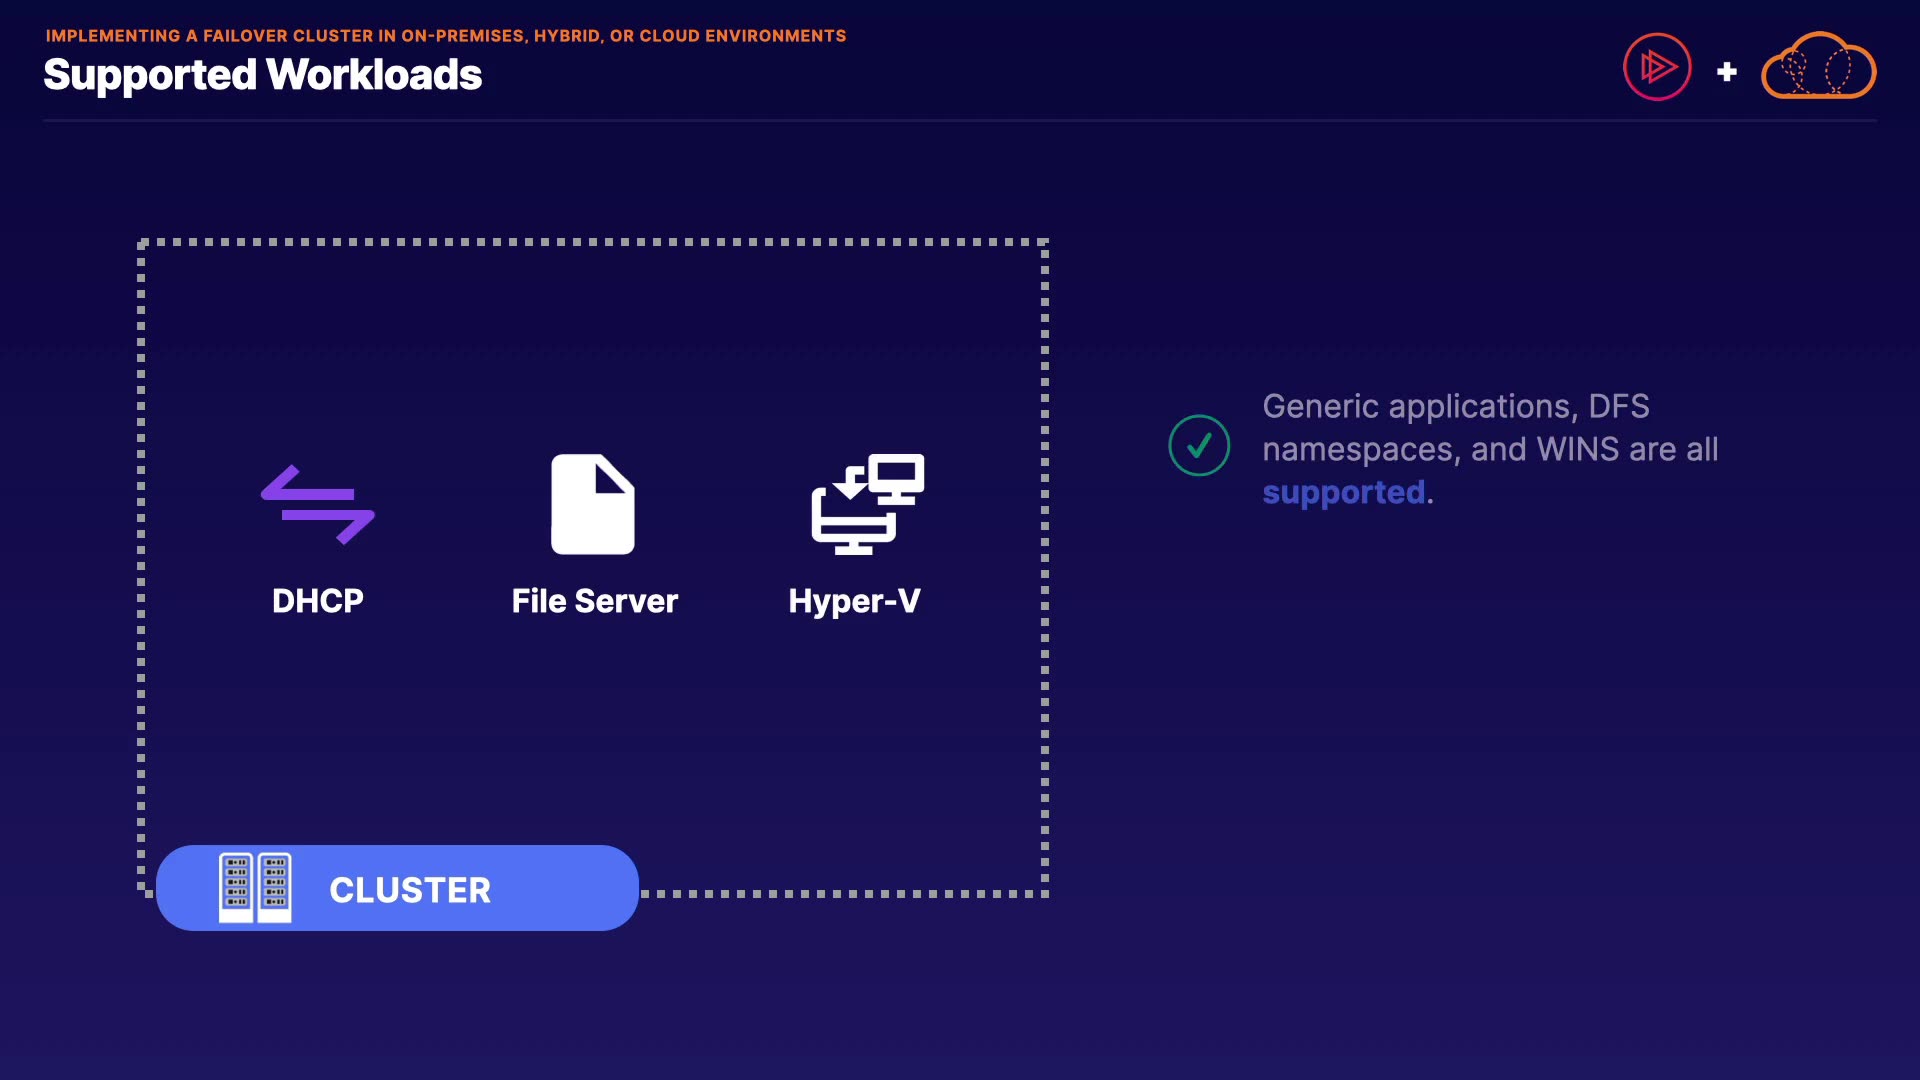 IMPLEMENTING A FAILOVER CLUSTER IN ON-PREMISES, HYBRID, OR CLOUD ENVIRONMENTS
Supported Workloads
Generic applications, DFS
namespaces, and WINS are all
supported.
DHCP
File Server
Hyper-V
CLUSTER